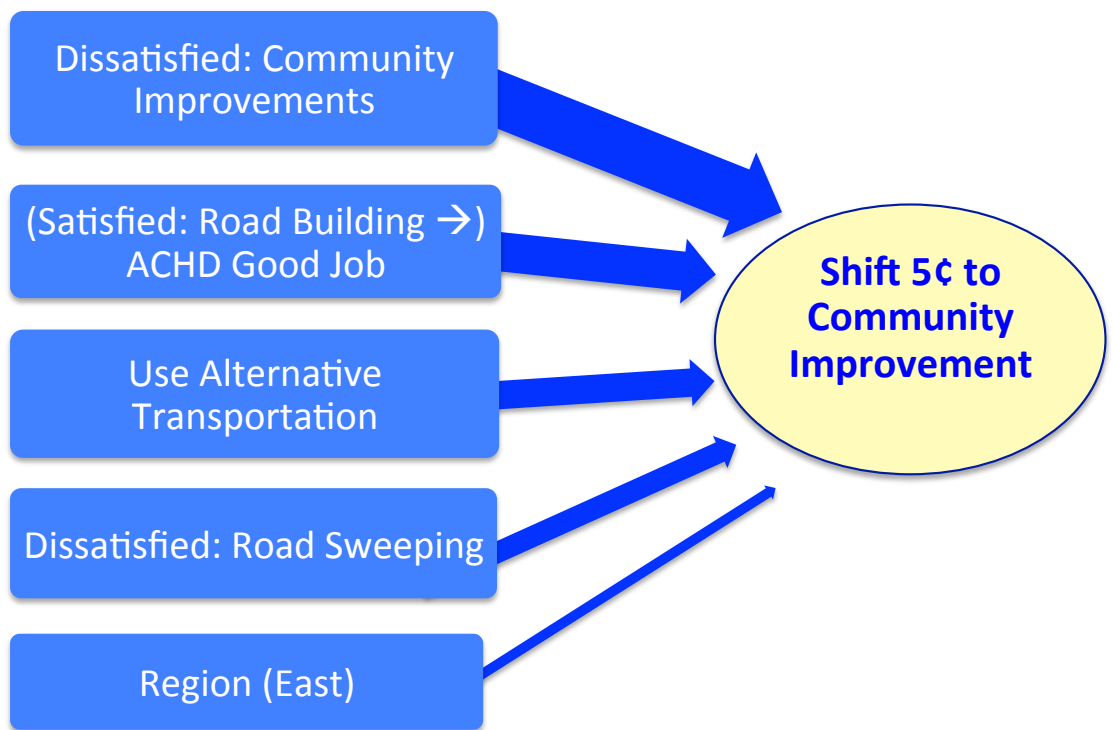 Dissatisfied: Community
Improvements
(Satisfied: Road Building →)
ACHD Good Job
Use Alternative
Transportation
Dissatisfied: Road Sweeping
Region (East)
Shift 5¢ to
Community
Improvement